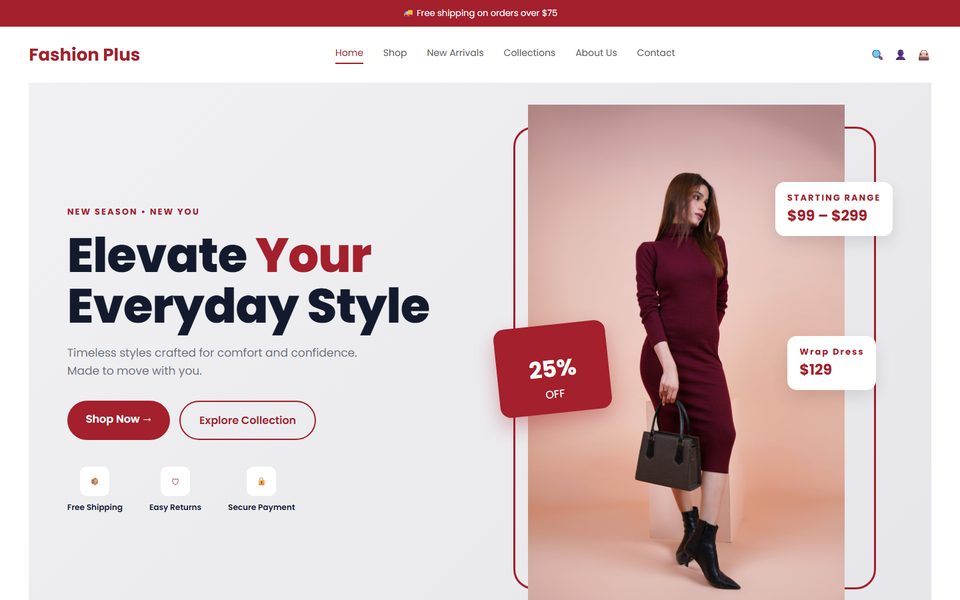 Free shipping on orders over $75
Fashion Plus
Home
Shop
New Arrivals
Collections
About Us
Contact
NEW SEASON • NEW YOU
Elevate Your
Everyday Style
Timeless styles crafted for comfort and confidence.
Made to move with you.
Shop Now →
Explore Collection
Free Shipping
Easy Returns
Secure Payment
25%
OFF
STARTING RANGE
$99 – $299
Wrap Dress
$129